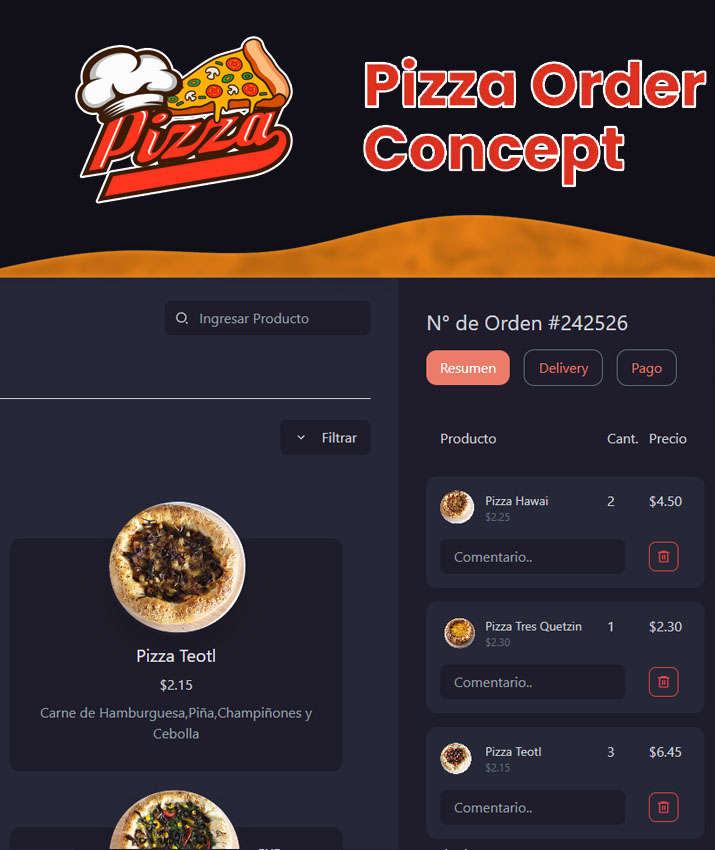 Pizza
Pizza Order
Concept
Ingresar Producto
Filtrar
Pizza Teotl
$2.15
Carne de Hamburguesa,Piña,Champiñones y
Cebolla
N° de Orden #242526
Resumen Delivery Pago
Producto Cant. Precio
Pizza Hawai 2 $4.50
$2.25
Comentario..
Pizza Tres Quetzin 1 $2.30
$2.30
Comentario..
Pizza Teotl 3 $6.45
$2.15
Comentario..